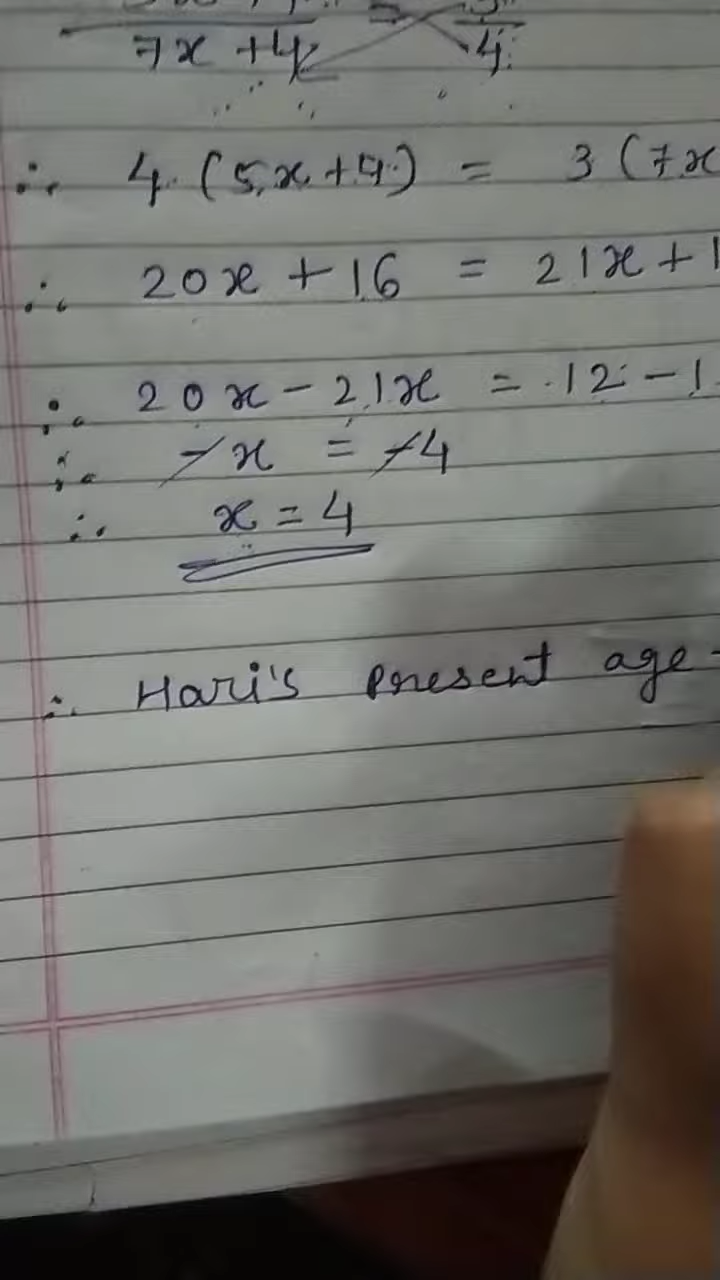 7x + 4 = 4
∴ 4 (5x + 4) = 3 (7x
∴ 20x + 16 = 21x + 1
∴ 20x - 21x = 12 - 1
∴ -x = -4
∴ x = 4
∴ Hari's present age